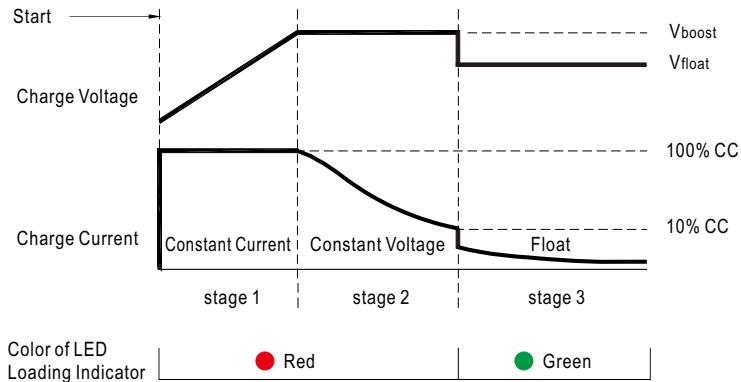 Start
Vboost
Vfloat
Charge Voltage
100% CC
10% CC
Charge Current
Constant Current
Constant Voltage
Float
stage 1
stage 2
stage 3
Color of LED
Loading Indicator
Red
Green